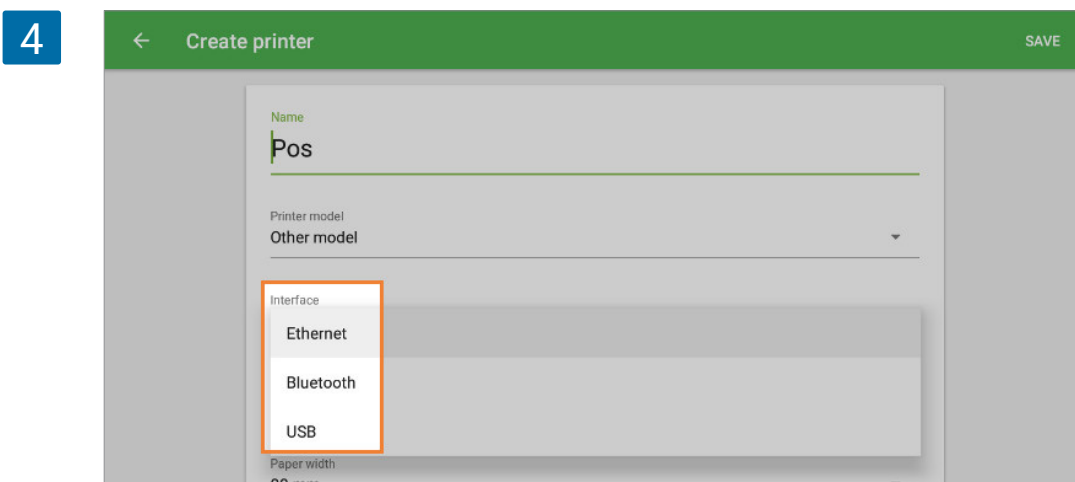 4
Create printer
SAVE
Name
Pos
Printer model
Other model
Interface
Ethernet
Bluetooth
USB
Paper width